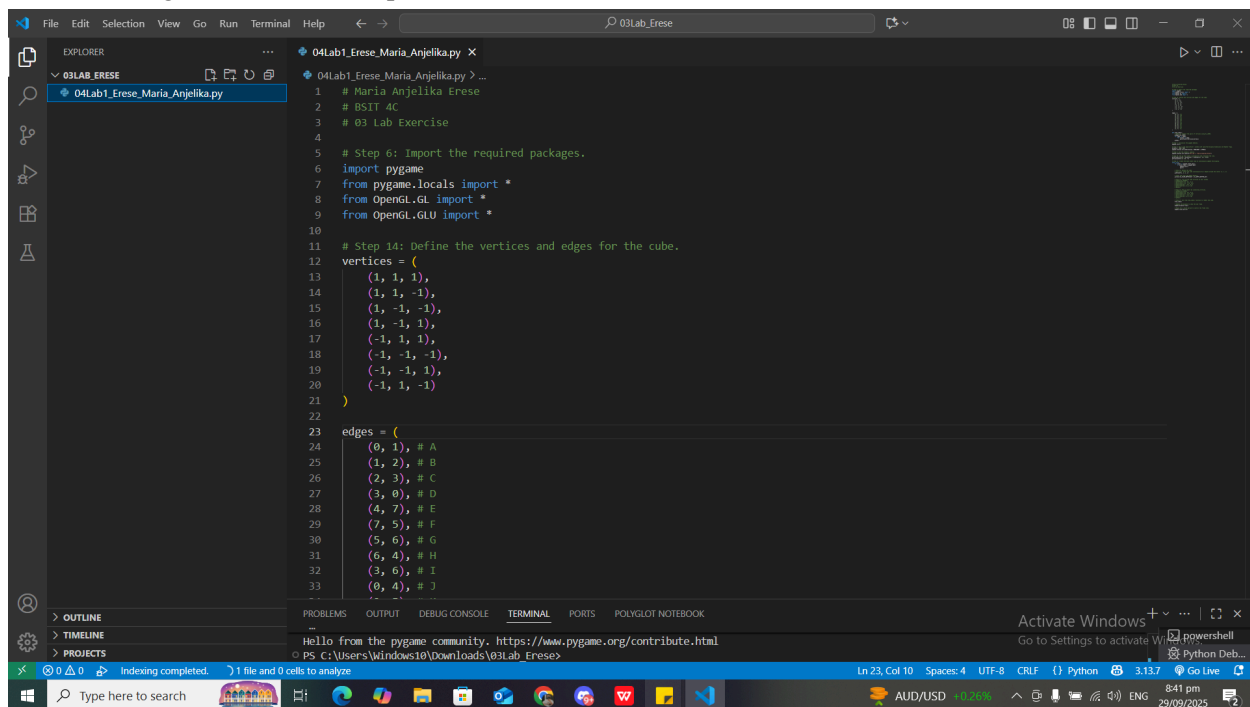 File Edit Selection View Go Run Terminal Help
03Lab_Erese
EXPLORER
03LAB_ERESE
04Lab1_Erese_Maria_Anjelika.py
OUTLINE
TIMELINE
PROJECTS
04Lab1_Erese_Maria_Anjelika.py
04Lab1_Erese_Maria_Anjelika.py > ...
1 # Maria Anjelika Erese
2 # BSIT 4C
3 # 03 Lab Exercise
4
5 # Step 6: Import the required packages.
6 import pygame
7 from pygame.locals import *
8 from OpenGL.GL import *
9 from OpenGL.GLU import *
10
11 # Step 14: Define the vertices and edges for the cube.
12 vertices = (
13 (1, 1, 1),
14 (1, 1, -1),
15 (1, -1, -1),
16 (1, -1, 1),
17 (-1, 1, 1),
18 (-1, -1, -1),
19 (-1, -1, 1),
20 (-1, 1, -1)
21 )
22
23 edges = (
24 (0, 1), # A
25 (1, 2), # B
26 (2, 3), # C
27 (3, 0), # D
28 (4, 7), # E
29 (7, 5), # F
30 (5, 6), # G
31 (6, 4), # H
32 (3, 6), # I
33 (0, 4), # J
PROBLEMS OUTPUT DEBUG CONSOLE TERMINAL PORTS POLYGLOT NOTEBOOK
Hello from the pygame community. https://www.pygame.org/contribute.html
PS C:\Users\Windows10\Downloads\03Lab_Erese>
Activate Windows
Go to Settings to activate Windows.
powershell
Python Deb...
0 0 Indexing completed. 1 file and 0 cells to analyze
Ln 23, Col 10 Spaces: 4 UTF-8 CRLF {} Python 3.13.7 Go Live
Type here to search
AUD/USD +0.26%
ENG
8:41 pm
29/09/2025
2